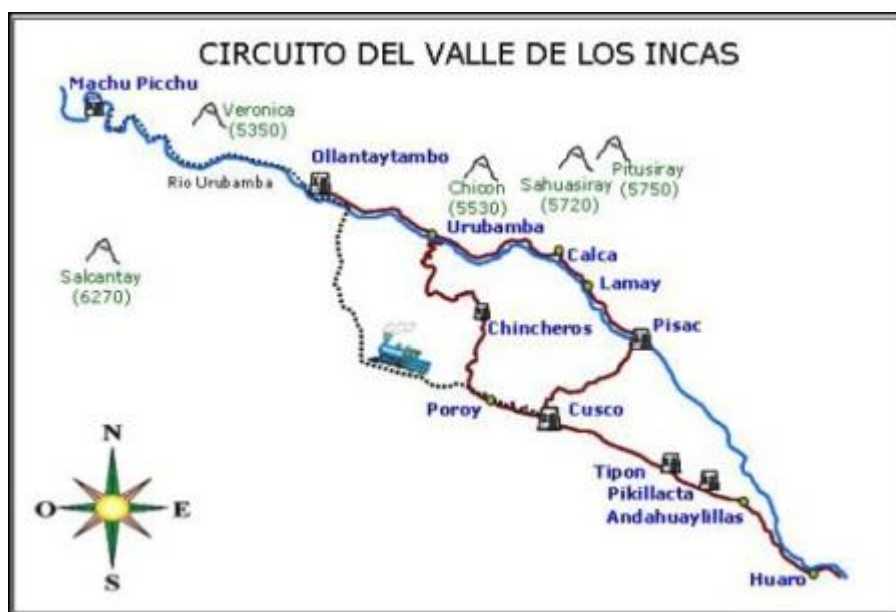 CIRCUITO DEL VALLE DE LOS INCAS
Machu Picchu
Veronica
(5350)
Ollantaytambo
Rio Urubamba
Chicon
(5530)
Sahuasiray
(5720)
Pitusiray
(5750)
Urubamba
Calca
Lamay
Salcantay
(6270)
Chincheros
Pisac
Poroy
Cusco
Tipon
Pikillacta
Andahuaylillas
Huaro
N
O
E
S